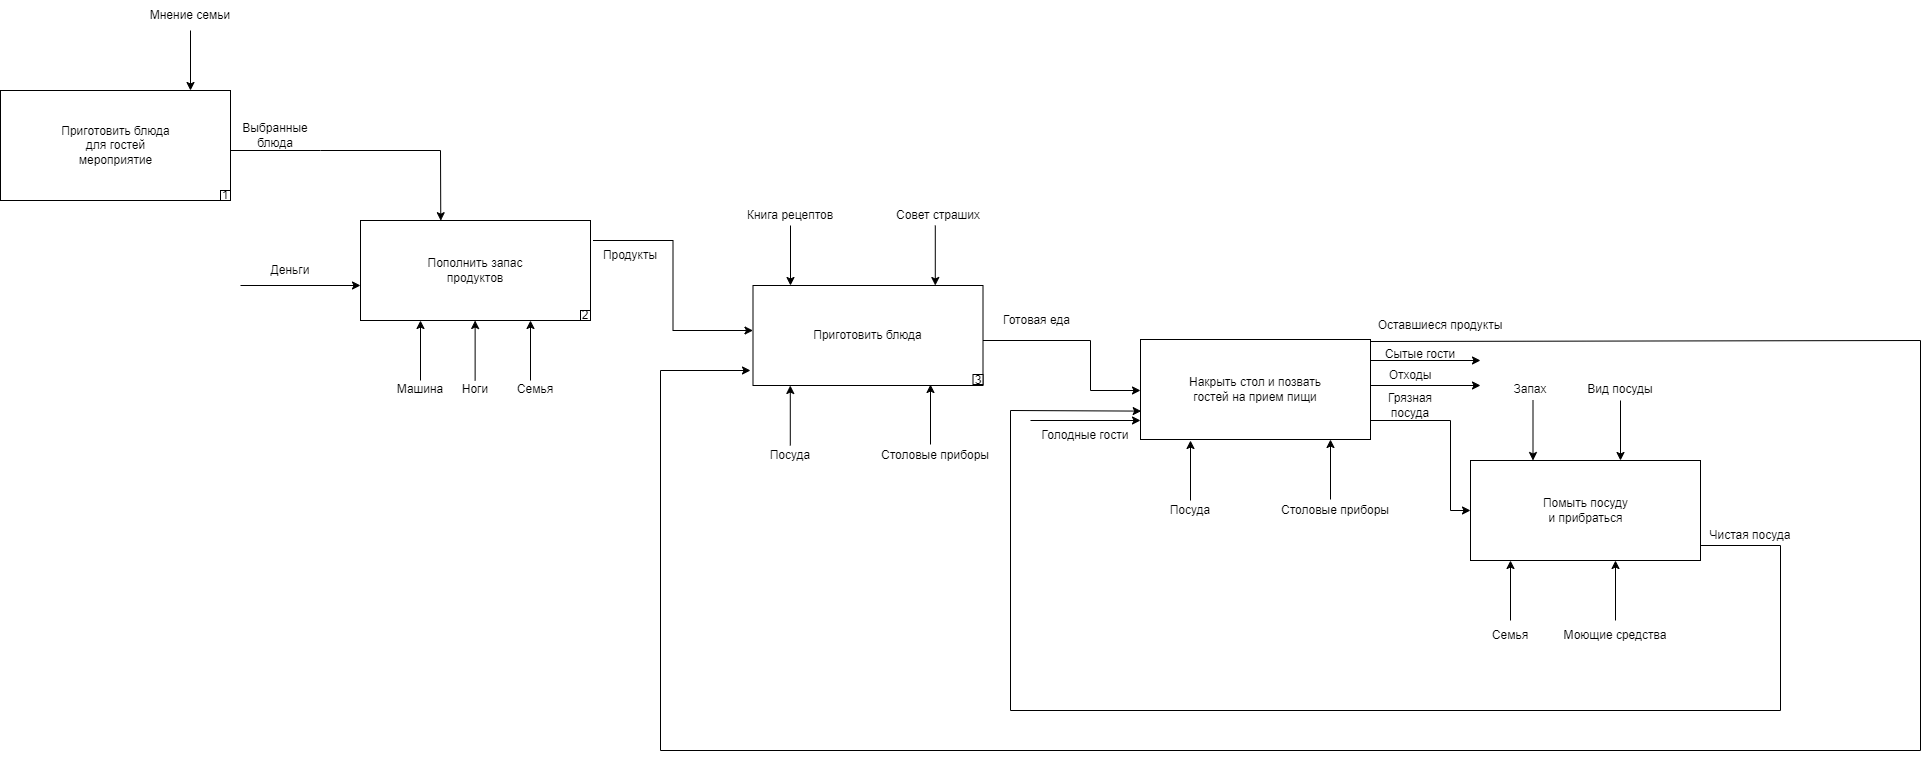 Мнение семьи
Приготовить блюда
для гостей
мероприятие
1
Выбранные
блюда
Деньги
Пополнить запас
продуктов
2
Машина
Ноги
Семья
Продукты
Книга рецептов
Совет страших
Приготовить блюда
3
Посуда
Столовые приборы
Готовая еда
Голодные гости
Накрыть стол и позвать
гостей на прием пищи
Посуда
Столовые приборы
Оставшиеся продукты
Сытые гости
Отходы
Грязная
посуда
Запах
Вид посуды
Помыть посуду
и прибраться
Чистая посуда
Семья
Моющие средства